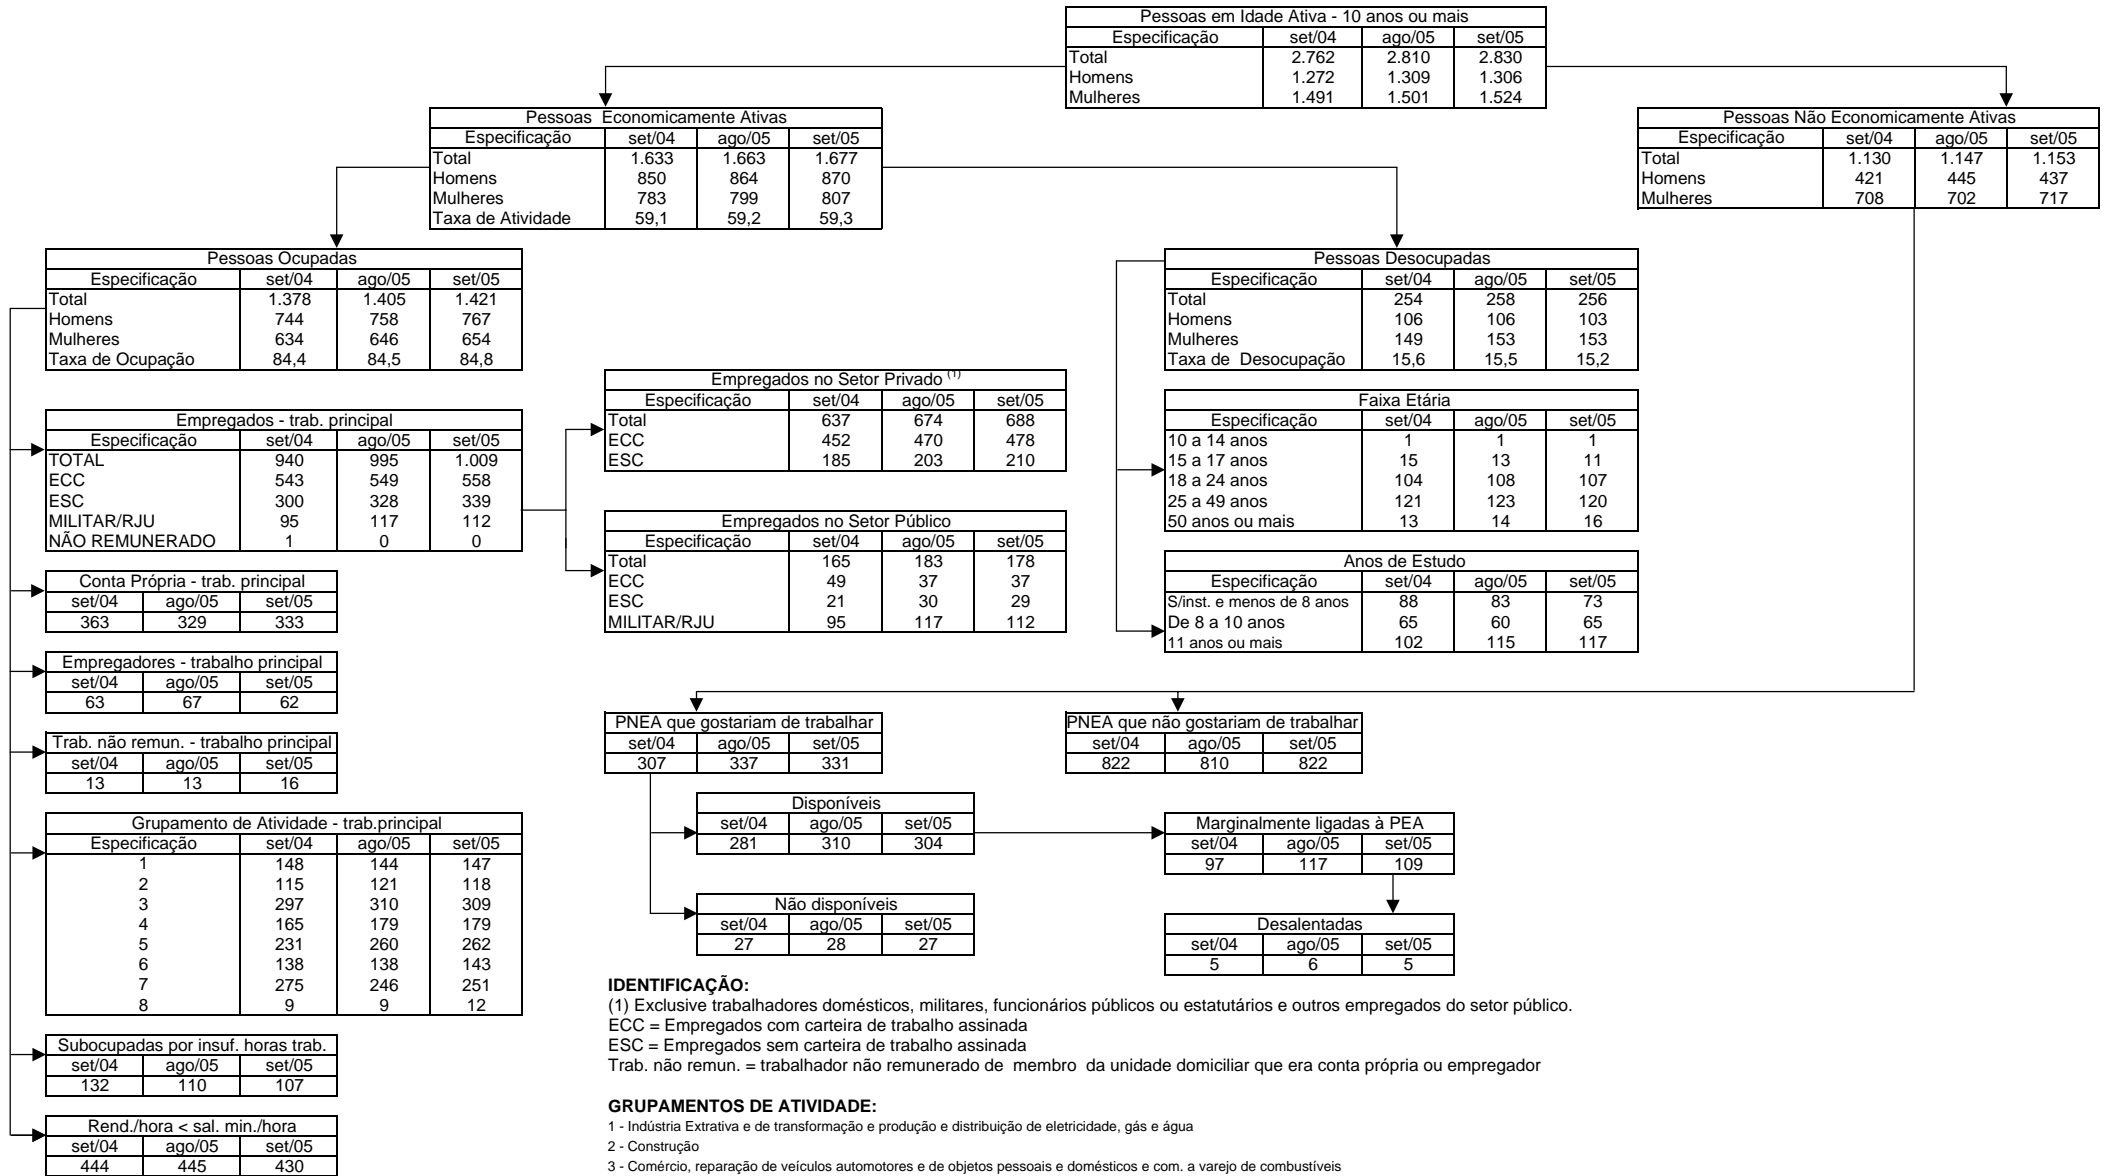 Pessoas em Idade Ativa - 10 anos ou mais
Especificação set/04 ago/05 set/05
Total 2.762 2.810 2.830
Homens 1.272 1.309 1.306
Mulheres 1.491 1.501 1.524
Pessoas Economicamente Ativas
Especificação set/04 ago/05 set/05
Total 1.633 1.663 1.677
Homens 850 864 870
Mulheres 783 799 807
Taxa de Atividade 59,1 59,2 59,3
Pessoas Não Economicamente Ativas
Especificação set/04 ago/05 set/05
Total 1.130 1.147 1.153
Homens 421 445 437
Mulheres 708 702 717
Pessoas Ocupadas
Especificação set/04 ago/05 set/05
Total 1.378 1.405 1.421
Homens 744 758 767
Mulheres 634 646 654
Taxa de Ocupação 84,4 84,5 84,8
Pessoas Desocupadas
Especificação set/04 ago/05 set/05
Total 254 258 256
Homens 106 106 103
Mulheres 149 153 153
Taxa de Desocupação 15,6 15,5 15,2
Empregados no Setor Privado (1)
Especificação set/04 ago/05 set/05
Total 637 674 688
ECC 452 470 478
ESC 185 203 210
Faixa Etária
Especificação set/04 ago/05 set/05
10 a 14 anos 1 1 1
15 a 17 anos 15 13 11
18 a 24 anos 104 108 107
25 a 49 anos 121 123 120
50 anos ou mais 13 14 16
Empregados - trab. principal
Especificação set/04 ago/05 set/05
TOTAL 940 995 1.009
ECC 543 549 558
ESC 300 328 339
MILITAR/RJU 95 117 112
NÃO REMUNERADO 1 0 0
Empregados no Setor Público
Especificação set/04 ago/05 set/05
Total 165 183 178
ECC 49 37 37
ESC 21 30 29
MILITAR/RJU 95 117 112
Anos de Estudo
Especificação set/04 ago/05 set/05
S/inst. e menos de 8 anos 88 83 73
De 8 a 10 anos 65 60 65
11 anos ou mais 102 115 117
Conta Própria - trab. principal
set/04 ago/05 set/05
363 329 333
Empregadores - trabalho principal
set/04 ago/05 set/05
63 67 62
PNEA que gostariam de trabalhar
set/04 ago/05 set/05
307 337 331
PNEA que não gostariam de trabalhar
set/04 ago/05 set/05
822 810 822
Trab. não remun. - trabalho principal
set/04 ago/05 set/05
13 13 16
Disponíveis
set/04 ago/05 set/05
281 310 304
Marginalmente ligadas à PEA
set/04 ago/05 set/05
97 117 109
Grupamento de Atividade - trab.principal
Especificação set/04 ago/05 set/05
1 148 144 147
2 115 121 118
3 297 310 309
4 165 179 179
5 231 260 262
6 138 138 143
7 275 246 251
8 9 9 12
Não disponíveis
set/04 ago/05 set/05
27 28 27
Desalentadas
set/04 ago/05 set/05
5 6 5
Subocupadas por insuf. horas trab.
set/04 ago/05 set/05
132 110 107
Rend./hora < sal. min./hora
set/04 ago/05 set/05
444 445 430
IDENTIFICAÇÃO:
(1) Exclusive trabalhadores domésticos, militares, funcionários públicos ou estatutários e outros empregados do setor público.
ECC = Empregados com carteira de trabalho assinada
ESC = Empregados sem carteira de trabalho assinada
Trab. não remun. = trabalhador não remunerado de membro da unidade domiciliar que era conta própria ou empregador
GRUPAMENTOS DE ATIVIDADE:
1 - Indústria Extrativa e de transformação e produção e distribuição de eletricidade, gás e água
2 - Construção
3 - Comércio, reparação de veículos automotores e de objetos pessoais e domésticos e com. a varejo de combustíveis